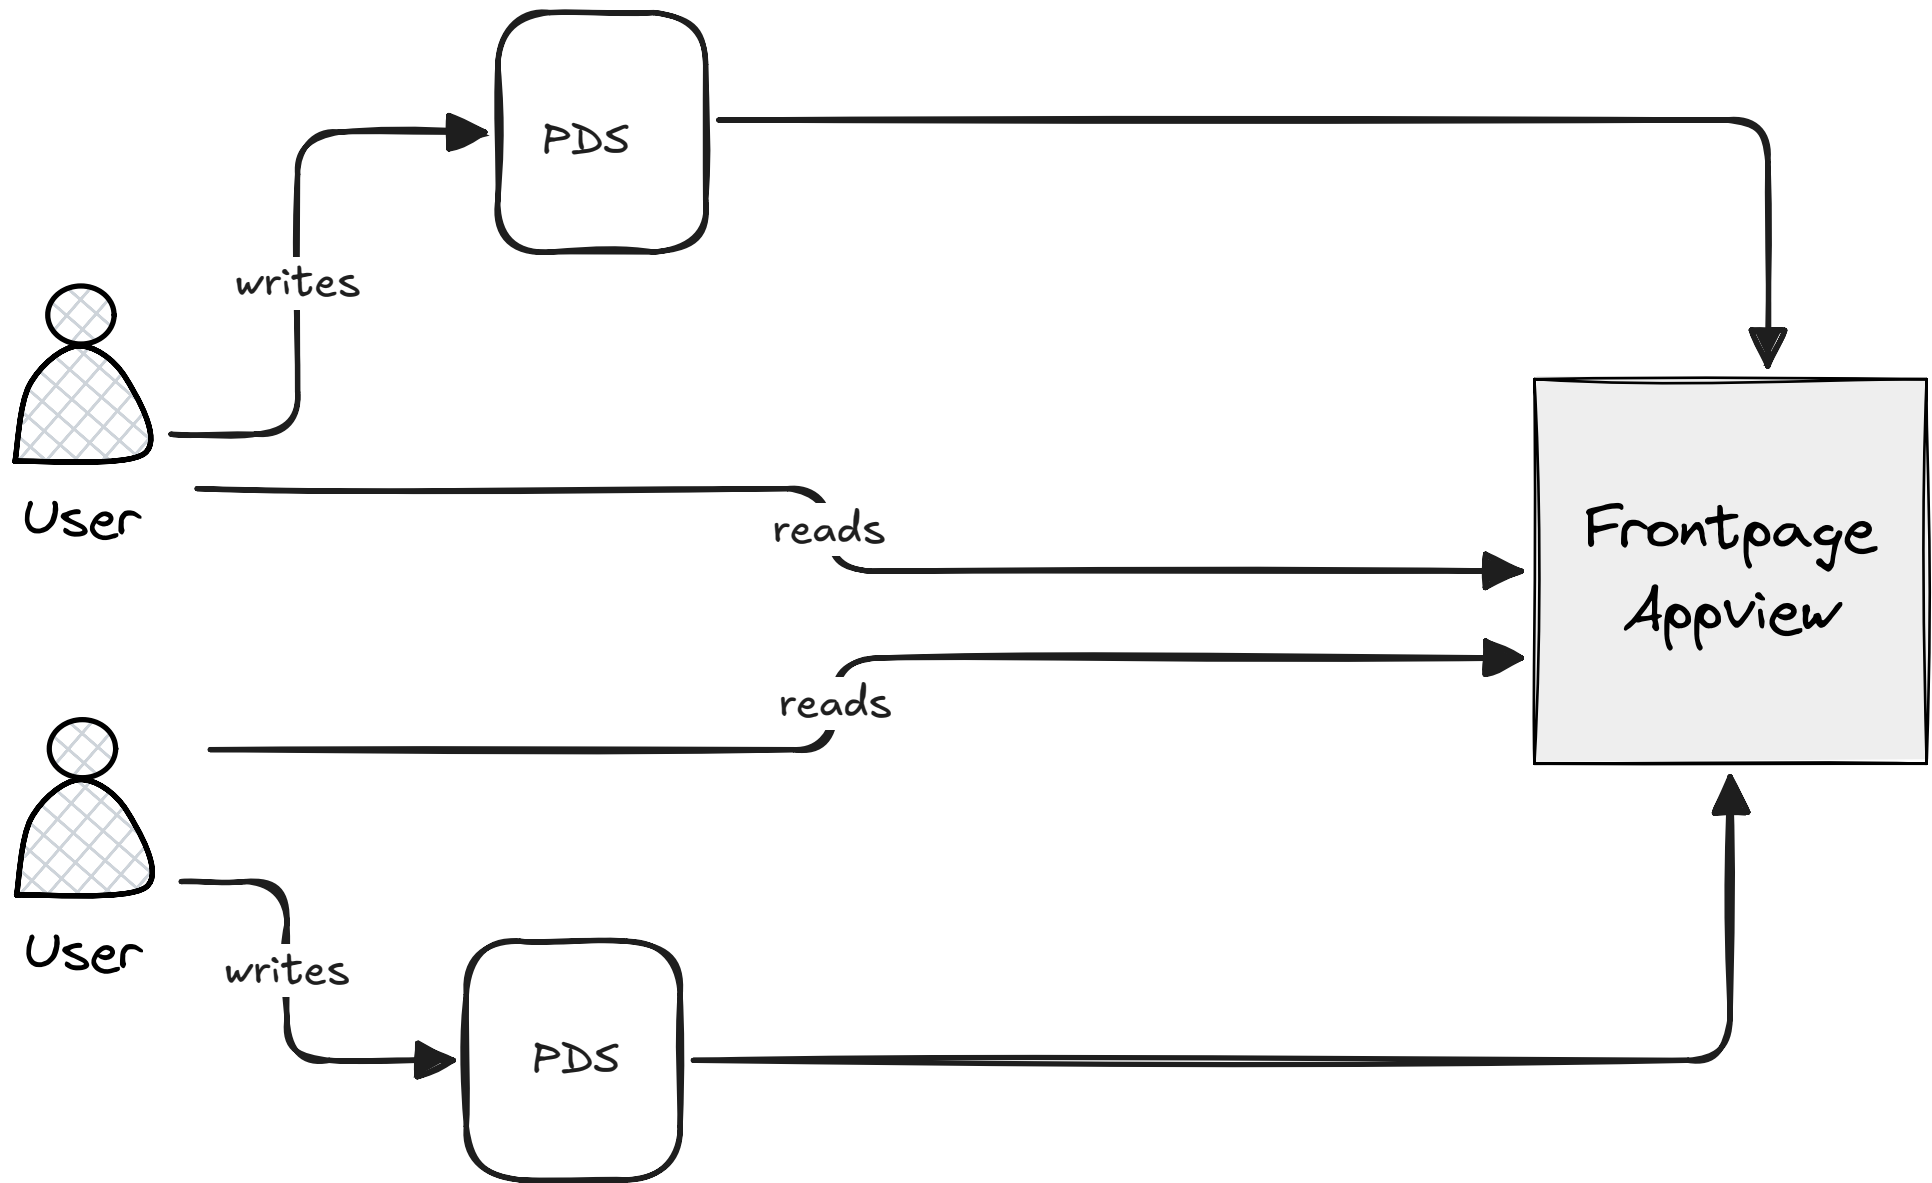 PDS
writes
User
reads
Frontpage
Appview
reads
User
writes
PDS